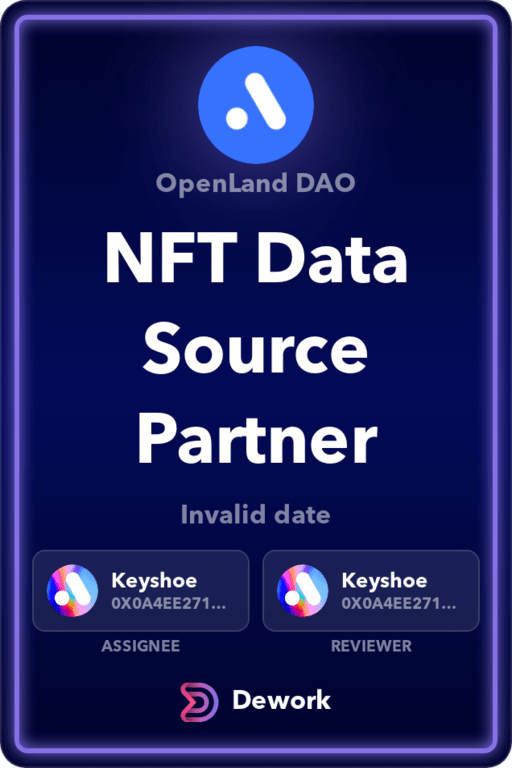 OpenLand DAO
NFT Data
Source
Partner
Invalid date
Keyshoe
0X0A4EE271...
ASSIGNEE
Keyshoe
0X0A4EE271...
REVIEWER
Dework